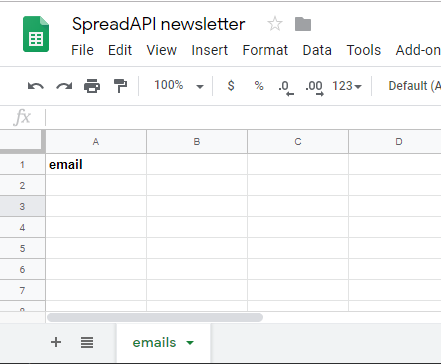 SpreadAPI newsletter
File Edit View Insert Format Data Tools Add-on
100% $ % .0 .00 123 Default (A
fx
A B C D
1 email
2
3
4
5
6
7
emails